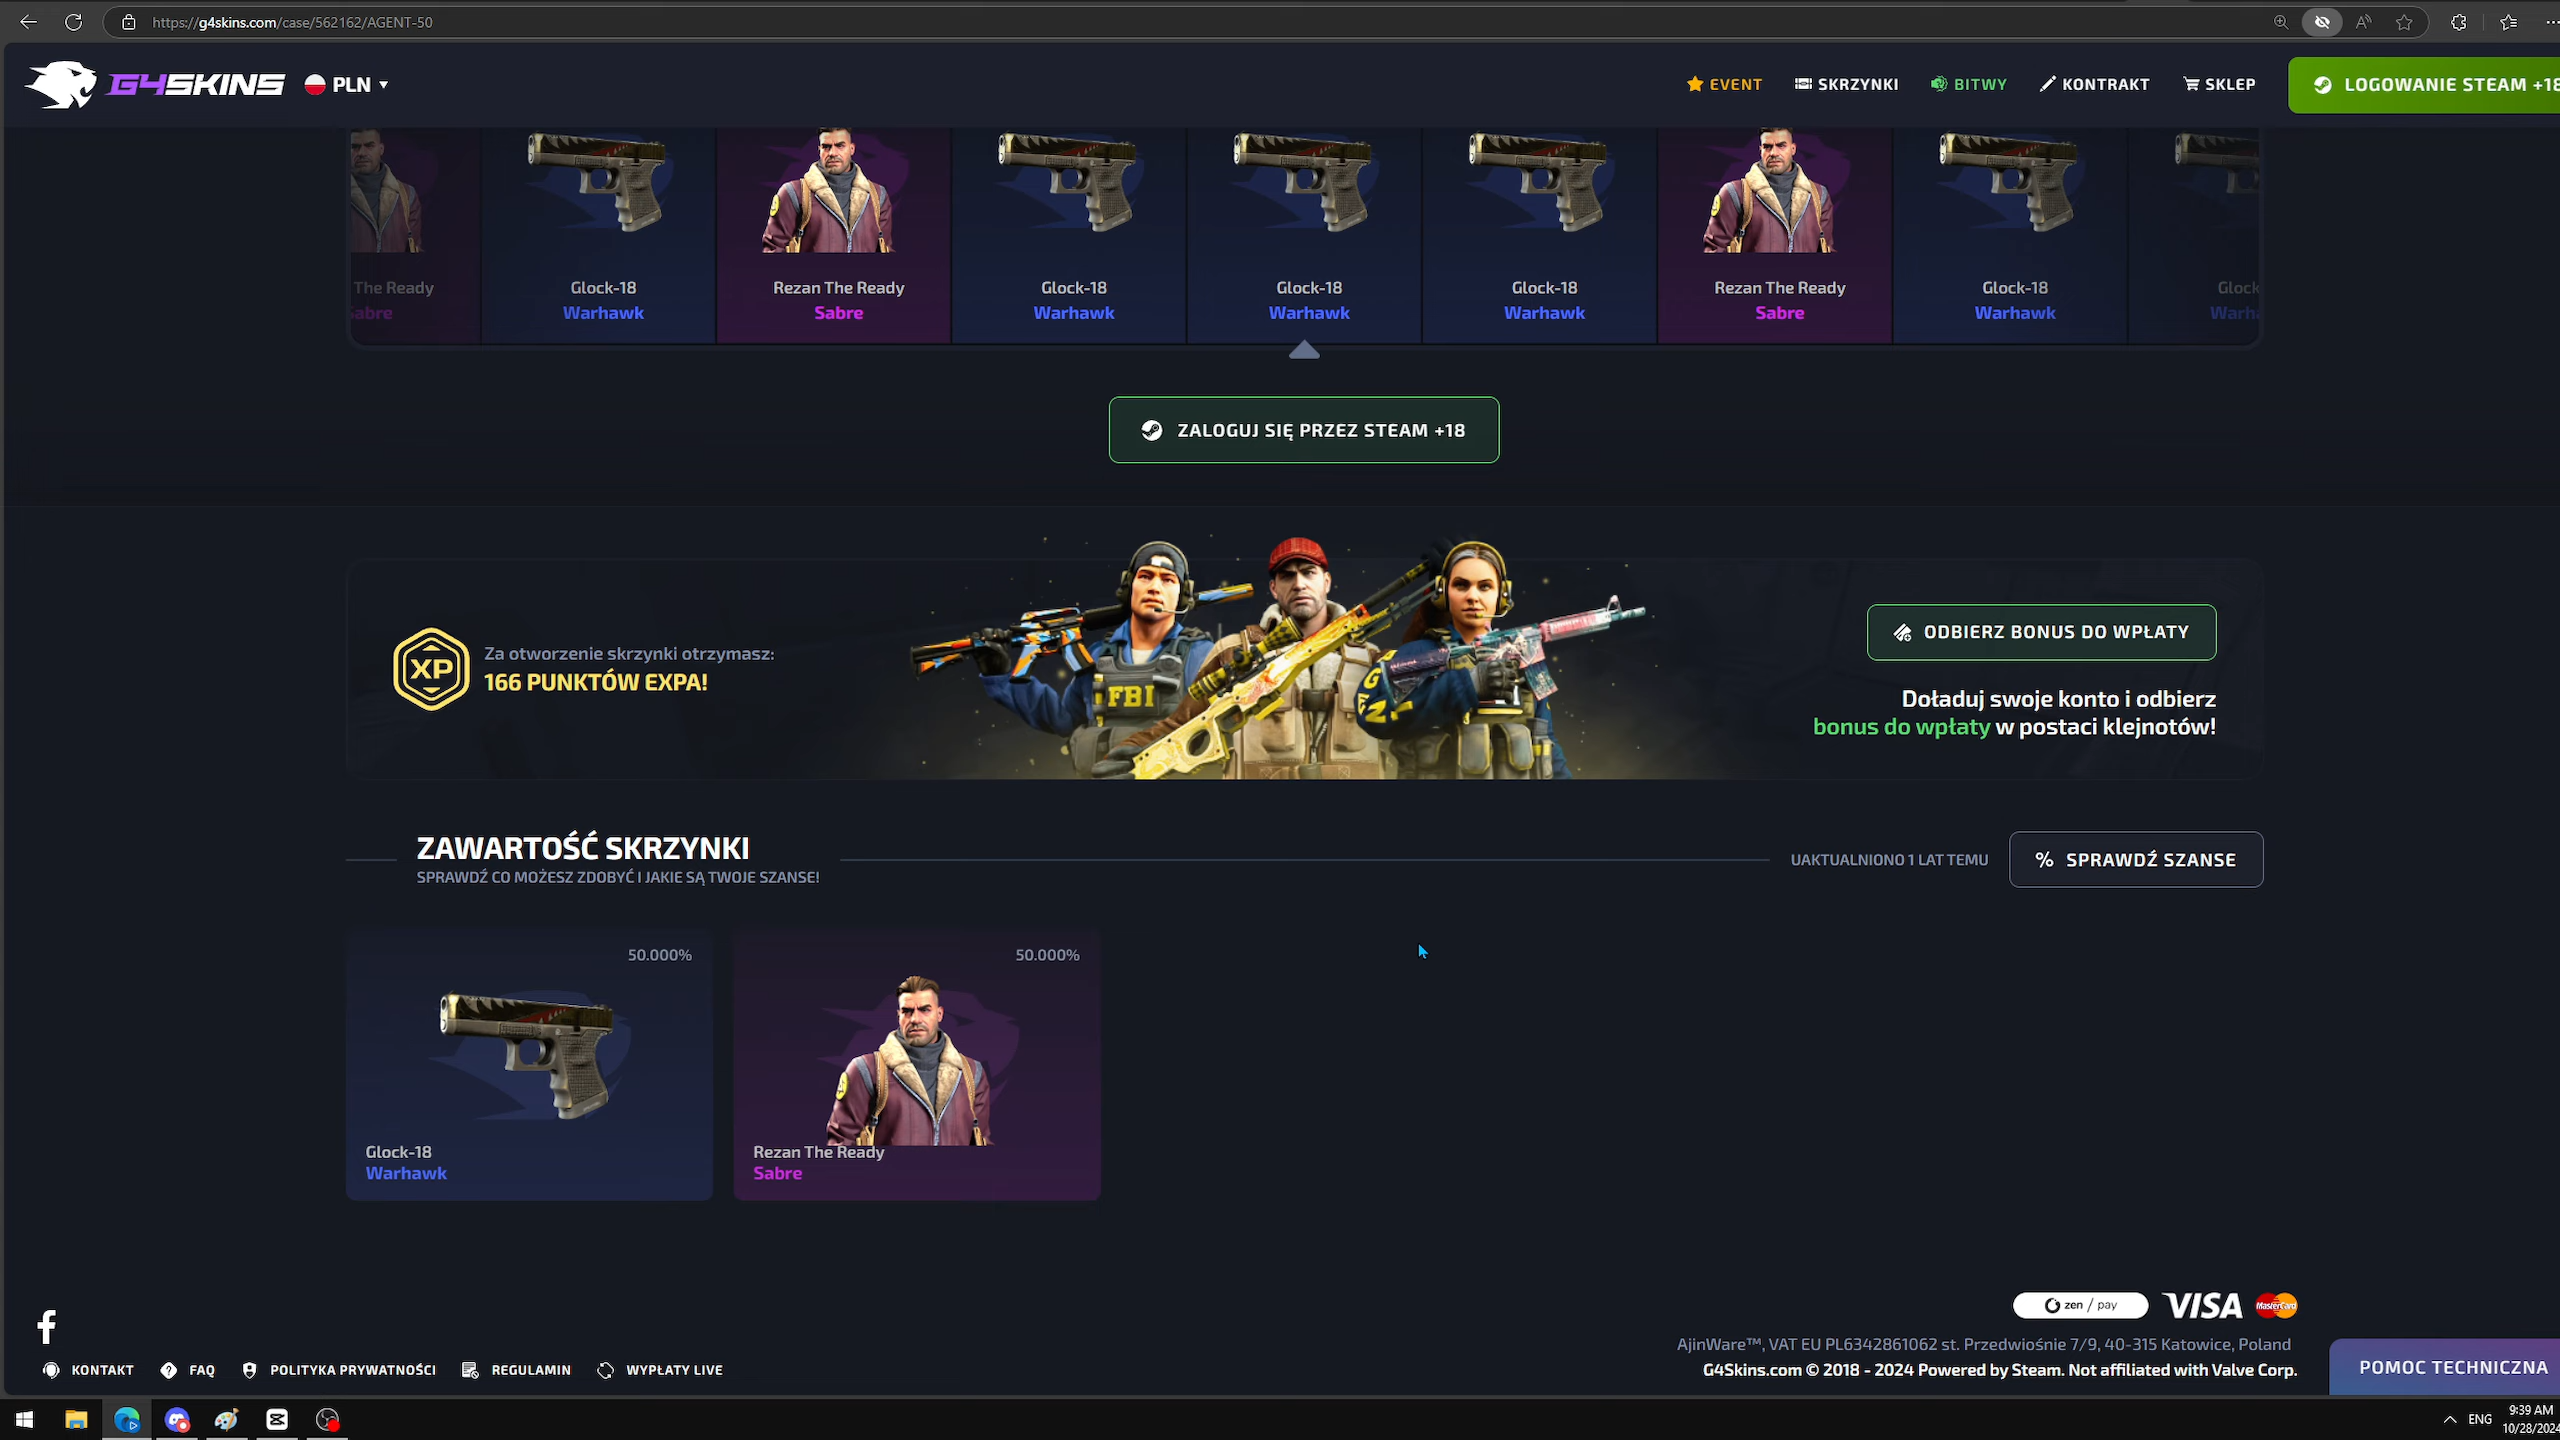 https://g4skins.com/case/562162/AGENT-50
G4SKINS
PLN
EVENT
SKRZYNKI
BITWY
KONTRAKT
SKLEP
LOGOWANIE STEAM +18
The Ready
Sabre
Glock-18
Warhawk
Rezan The Ready
Sabre
Glock-18
Warhawk
Glock-18
Warhawk
Glock-18
Warhawk
Rezan The Ready
Sabre
Glock-18
Warhawk
Glock
Warh
ZALOGUJ SIĘ PRZEZ STEAM +18
XP
Za otworzenie skrzynki otrzymasz:
166 PUNKTÓW EXPA!
FBI
ODBIERZ BONUS DO WPŁATY
Doładuj swoje konto i odbierz
bonus do wpłaty w postaci klejnotów!
ZAWARTOŚĆ SKRZYNKI
SPRAWDŹ CO MOŻESZ ZDOBYĆ I JAKIE SĄ TWOJE SZANSE!
UAKTUALNIONO 1 LAT TEMU
% SPRAWDŹ SZANSE
50.000%
Glock-18
Warhawk
50.000%
Rezan The Ready
Sabre
zen / pay
VISA
MasterCard
AjinWare™, VAT EU PL6342861062 st. Przedwiośnie 7/9, 40-315 Katowice, Poland
G4Skins.com © 2018 - 2024 Powered by Steam. Not affiliated with Valve Corp.
KONTAKT
FAQ
POLITYKA PRYWATNOŚCI
REGULAMIN
WYPŁATY LIVE
POMOC TECHNICZNA
ENG
9:39 AM
10/28/2024